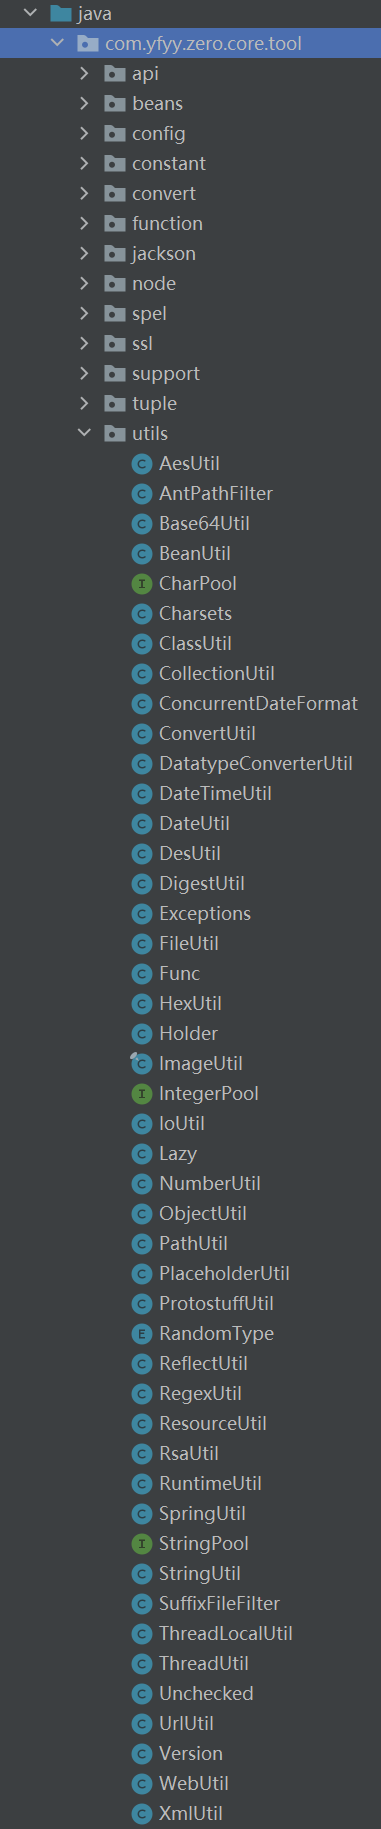 java
com.yfyy.zero.core.tool
api
beans
config
constant
convert
function
jackson
node
spel
ssl
support
tuple
utils
C AesUtil
C AntPathFilter
C Base64Util
C BeanUtil
I CharPool
C Charsets
C ClassUtil
C CollectionUtil
C ConcurrentDateFormat
C ConvertUtil
C DatatypeConverterUtil
C DateTimeUtil
C DateUtil
C DesUtil
C DigestUtil
C Exceptions
C FileUtil
C Func
C HexUtil
C Holder
C ImageUtil
I IntegerPool
C IoUtil
C Lazy
C NumberUtil
C ObjectUtil
C PathUtil
C PlaceholderUtil
C ProtostuffUtil
E RandomType
C ReflectUtil
C RegexUtil
C ResourceUtil
C RsaUtil
C RuntimeUtil
C SpringUtil
I StringPool
C StringUtil
C SuffixFileFilter
C ThreadLocalUtil
C ThreadUtil
C Unchecked
C UrlUtil
C Version
C WebUtil
C XmlUtil